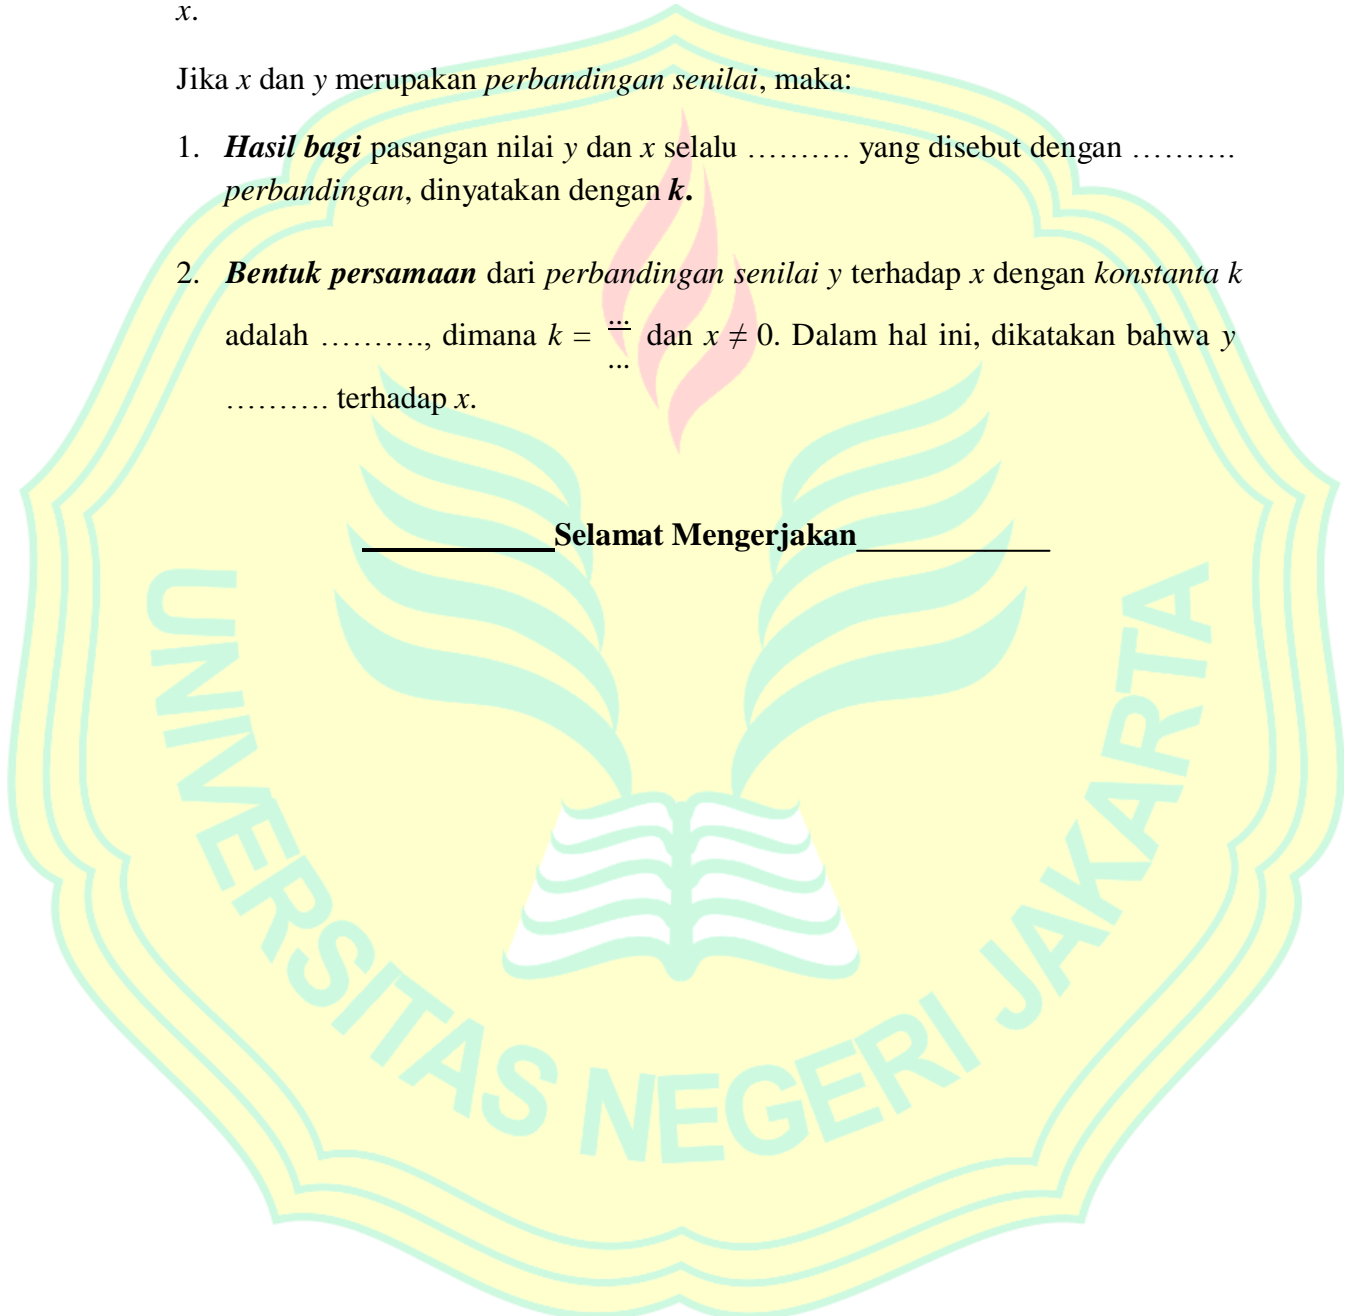 x.
Jika x dan y merupakan perbandingan senilai, maka:
1. Hasil bagi pasangan nilai y dan x selalu ………. yang disebut dengan ……….
perbandingan, dinyatakan dengan k.
2. Bentuk persamaan dari perbandingan senilai y terhadap x dengan konstanta k
adalah ………., dimana k = ... / ... dan x ≠ 0. Dalam hal ini, dikatakan bahwa y
………. terhadap x.
____________Selamat Mengerjakan____________
UNIVERSITAS NEGERI JAKARTA